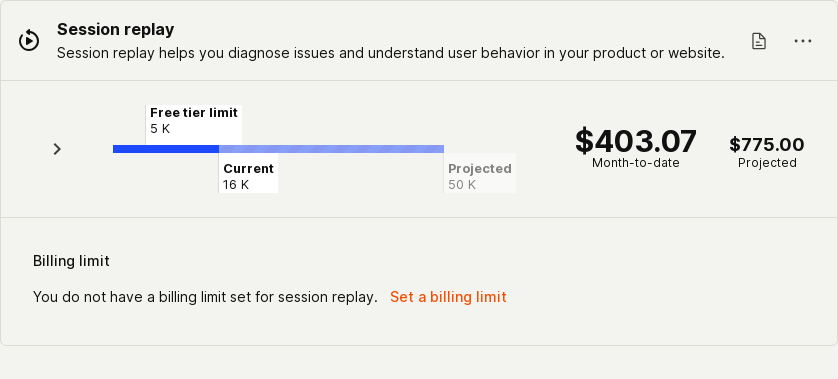 Session replay
Session replay helps you diagnose issues and understand user behavior in your product or website.
Free tier limit
5 K
Current
16 K
Projected
50 K
$403.07
Month-to-date
$775.00
Projected
Billing limit
You do not have a billing limit set for session replay. Set a billing limit